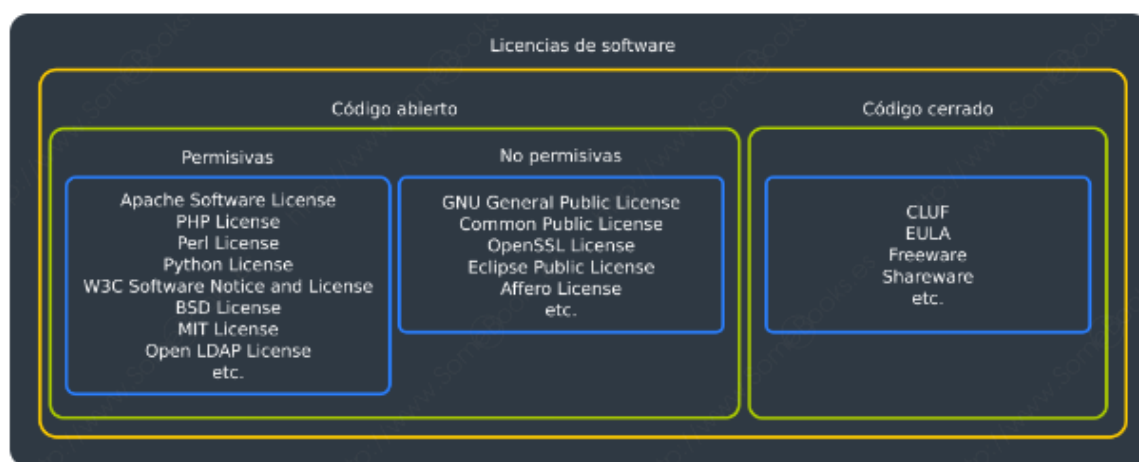 Licencias de software
Código abierto
Permisivas
Apache Software License
PHP License
Perl License
Python License
W3C Software Notice and License
BSD License
MIT License
Open LDAP License
etc.
No permisivas
GNU General Public License
Common Public License
OpenSSL License
Eclipse Public License
Affero License
etc.
Código cerrado
CLUF
EULA
Freeware
Shareware
etc.